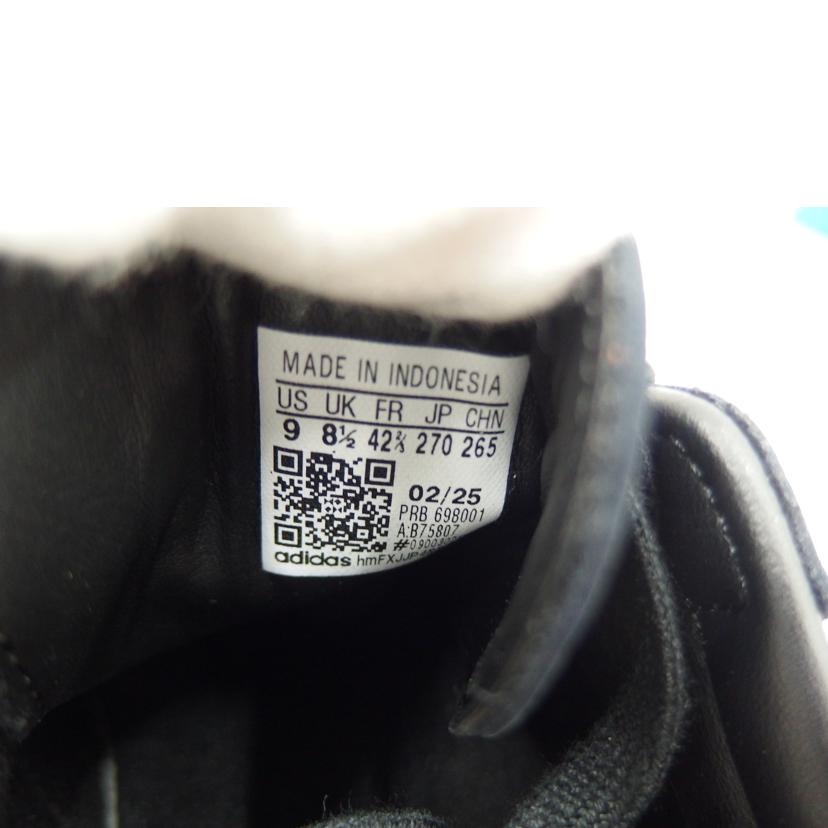 MADE IN INDONESIA
US UK FR JP CHN
9 8½ 42⅔ 270 265
02/25
PRB 698001
A:B75807
adidas